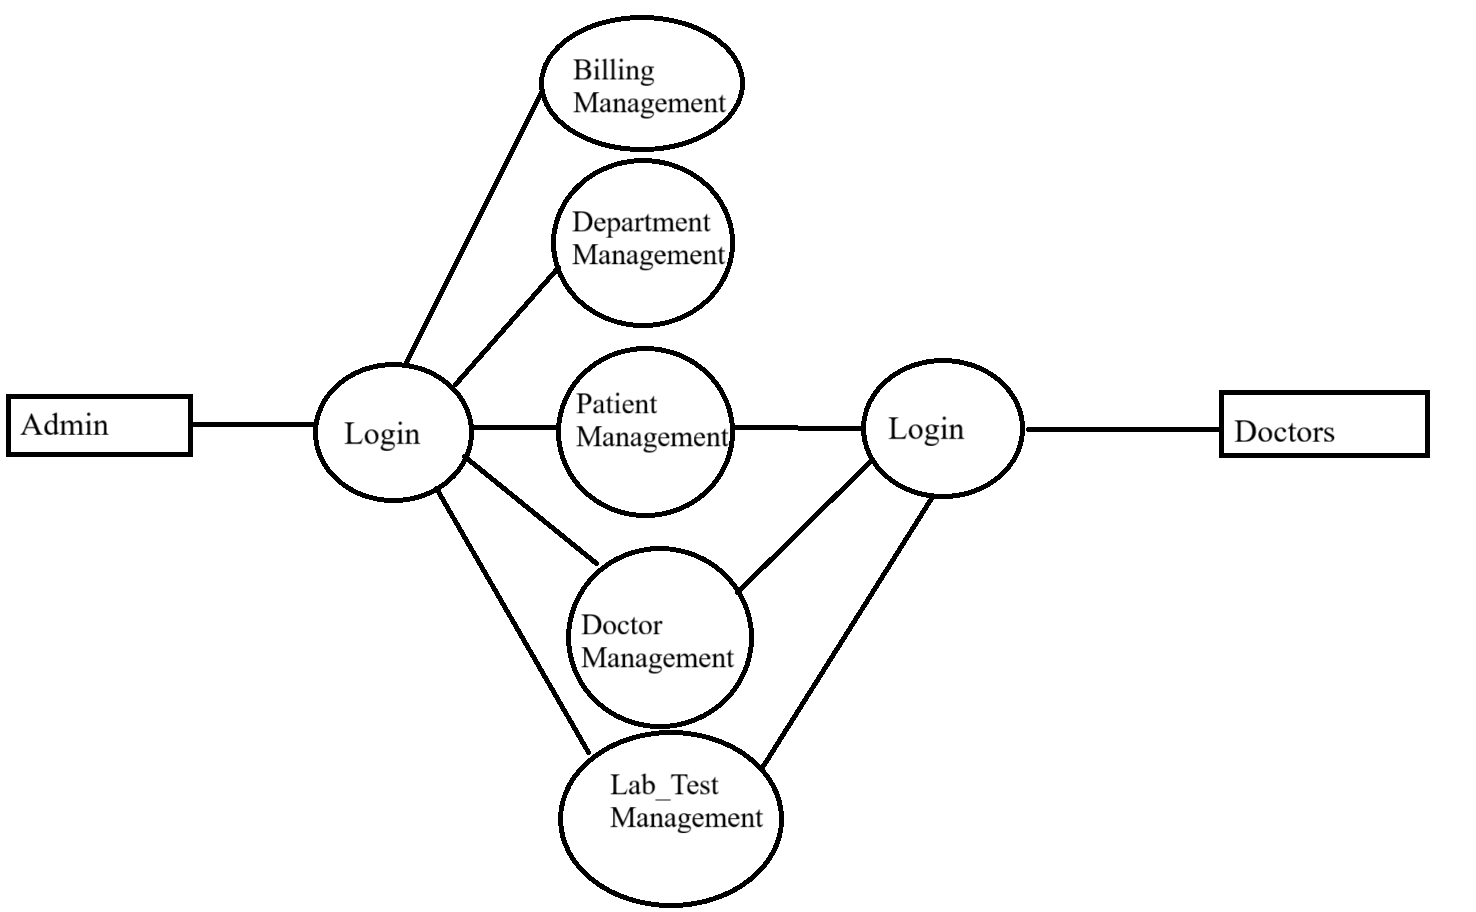 Billing
Management
Department
Management
Admin
Login
Patient
Management
Login
Doctors
Doctor
Management
Lab_Test
Management